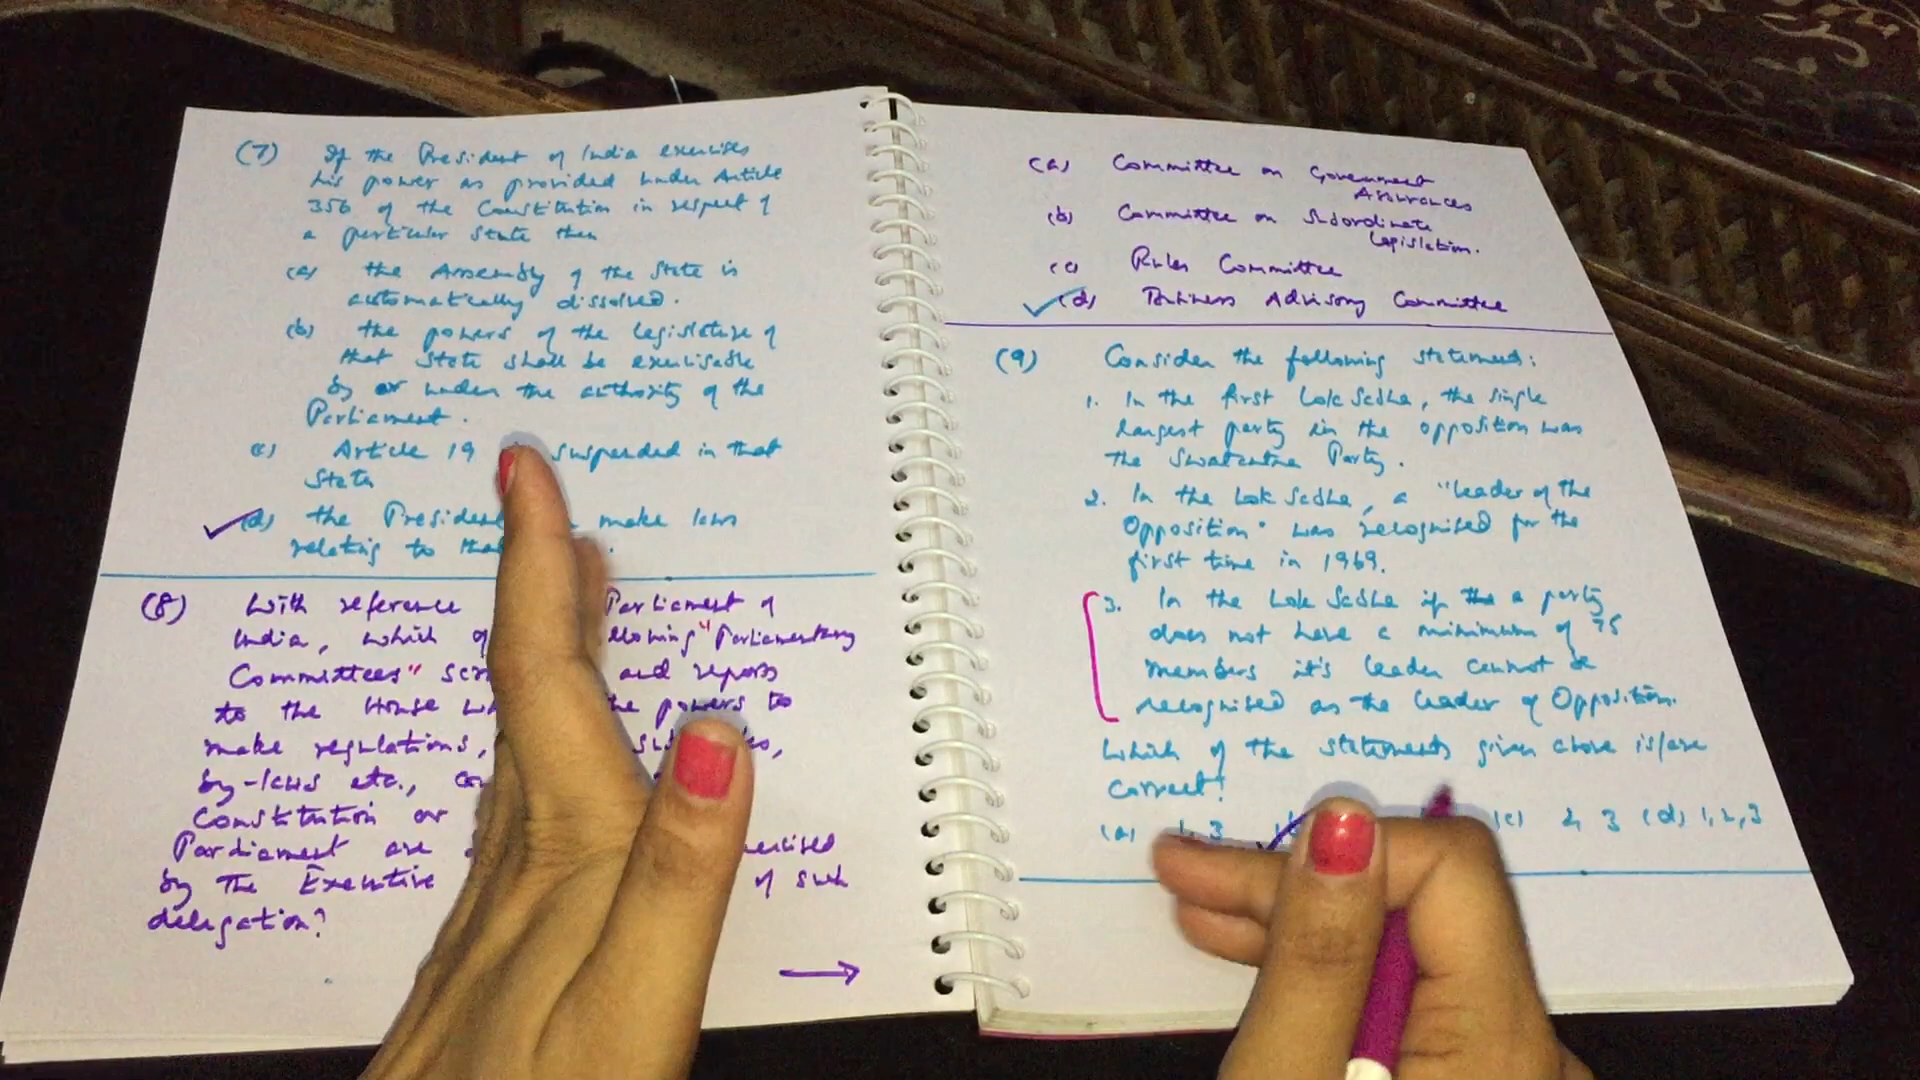 (7) If the President of India exercises
his power as provided under Article
356 of the Constitution in respect of
a particular State then
(a) the Assembly of the State is
automatically dissolved.
(b) the powers of the legislature of
that State shall be exercisable
by or under the authority of the
Parliament.
(c) Article 19 suspended in that
State
(d) the President make laws
relating to that
(8) With reference Parliament of
India, which of "Parliamentary
Committees" and reports
to the House the powers to
make regulations,
by-laws etc.,
Constitution or
Parliament are
by the Executive of such
delegation?
(a) Committee on Government
Assurances
(b) Committee on Subordinate
Legislation.
(c) Rules Committee
(d) Business Advisory Committee
(9) Consider the following statements:
1. In the first Lok Sabha, the single
largest party in the opposition was
the Swatantra Party.
2. In the Lok Sabha, a "Leader of the
Opposition" was recognised for the
first time in 1969.
3. In the Lok Sabha if a party
does not have a minimum of 75
members it's leader cannot be
recognised as the leader of Opposition.
Which of the statements given above is/are
correct?
(a) 1, 3 (c) 2, 3 (d) 1, 2, 3